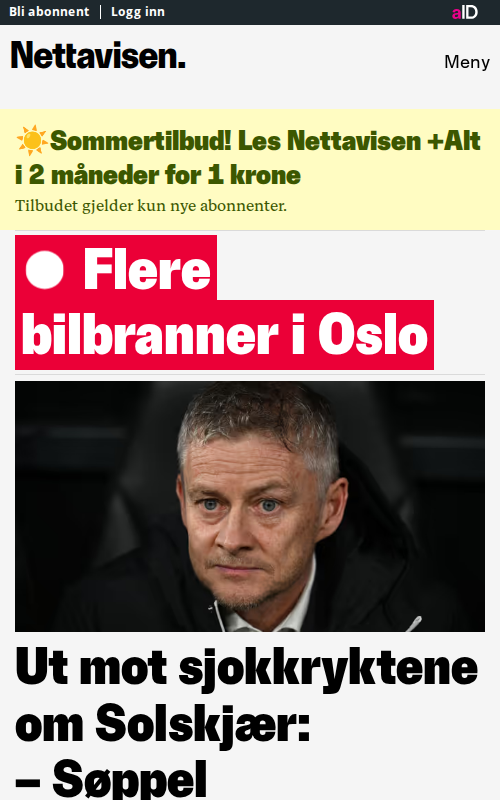 Bli abonnent | Logg inn
aID
Nettavisen.
Meny
☀️Sommertilbud! Les Nettavisen +Alt
i 2 måneder for 1 krone
Tilbudet gjelder kun nye abonnenter.
Flere
bilbranner i Oslo
Ut mot sjokkryktene
om Solskjær:
– Søppel